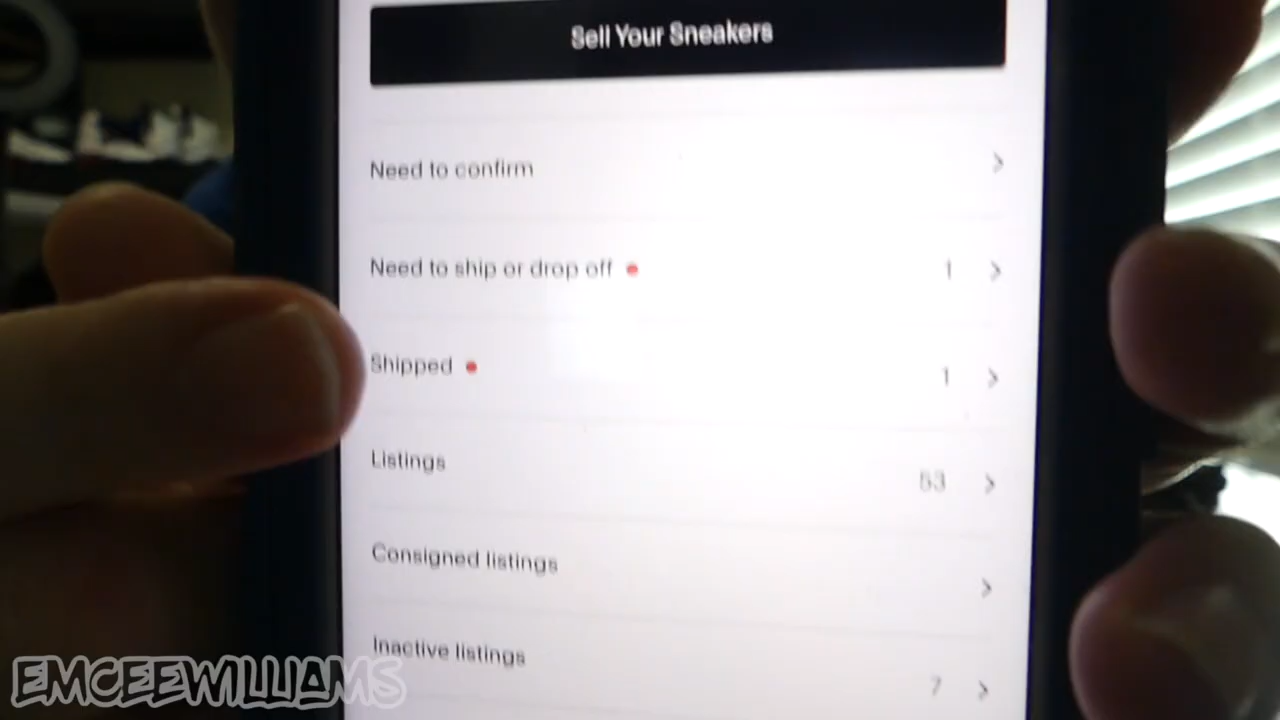 Sell Your Sneakers
Need to confirm >
Need to ship or drop off 1 >
Shipped 1 >
Listings 53 >
Consigned listings >
Inactive listings 7 >
EMCEEWILLIAMS